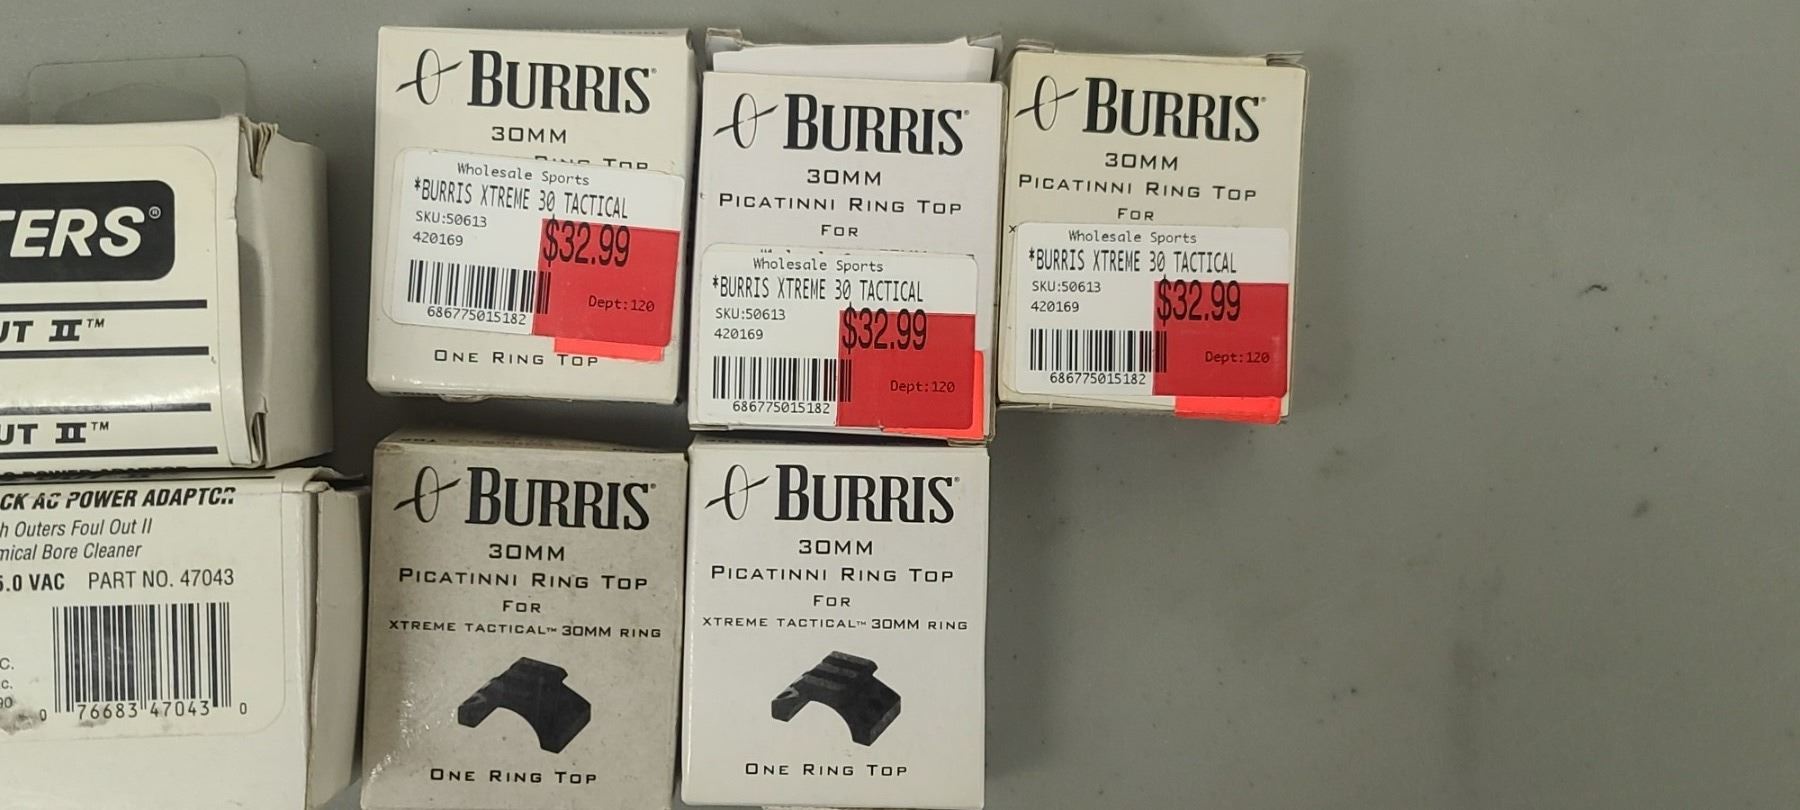 TERS®
UT II™
UT II™
CK AC POWER ADAPTOR
h Outers Foul Out II
mical Bore Cleaner
5.0 VAC PART NO. 47043
C.
c.
90
0 76683 47043 0
BURRIS®
30MM
RING TOP
Wholesale Sports
*BURRIS XTREME 30 TACTICAL
SKU:50613
420169
$32.99
Dept:120
686775015182
ONE RING TOP
BURRIS®
30MM
PICATINNI RING TOP
FOR
Wholesale Sports
*BURRIS XTREME 30 TACTICAL
SKU:50613
420169
$32.99
Dept:120
686775015182
BURRIS®
30MM
PICATINNI RING TOP
FOR
X
Wholesale Sports
*BURRIS XTREME 30 TACTICAL
SKU:50613
420169
$32.99
Dept:120
686775015182
BURRIS®
30MM
PICATINNI RING TOP
FOR
XTREME TACTICAL™ 30MM RING
ONE RING TOP
BURRIS®
30MM
PICATINNI RING TOP
FOR
XTREME TACTICAL™ 30MM RING
ONE RING TOP